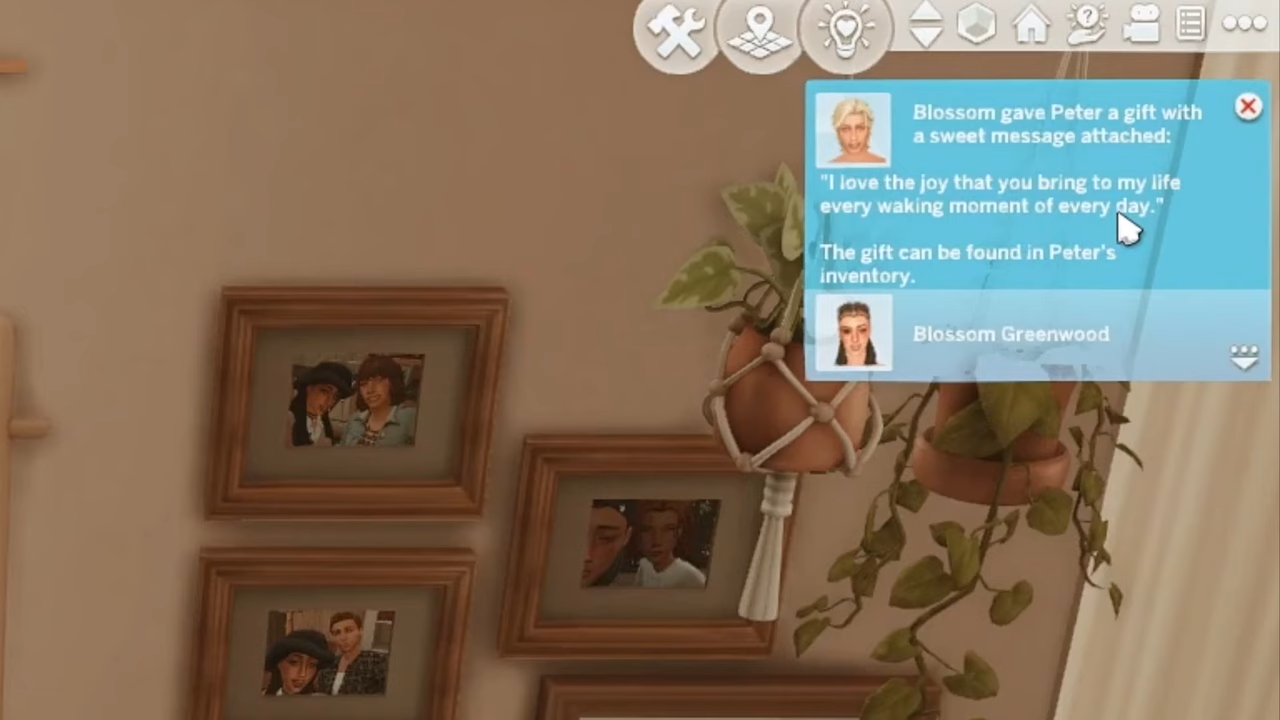 Blossom gave Peter a gift with
a sweet message attached:
"I love the joy that you bring to my life
every waking moment of every day."
The gift can be found in Peter's
inventory.
Blossom Greenwood